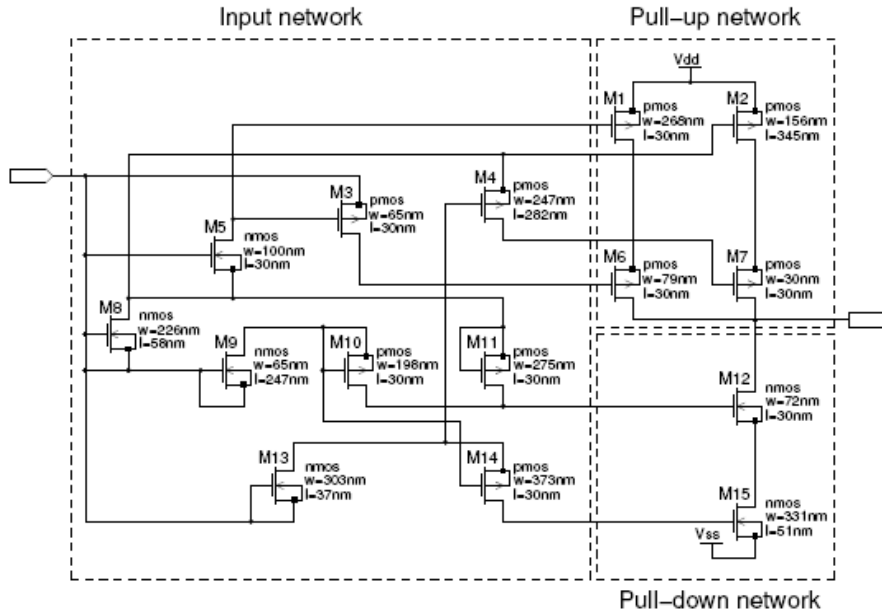 Input network
Pull-up network
Vdd
M1
pmos
w=268nm
l=30nm
M2
pmos
w=156nm
l=345nm
M3
pmos
w=65nm
l=30nm
M4
pmos
w=247nm
l=282nm
M5
nmos
w=100nm
l=30nm
M6
pmos
w=79nm
l=30nm
M7
pmos
w=30nm
l=30nm
M8
nmos
w=226nm
l=58nm
M9
nmos
w=65nm
l=247nm
M10
pmos
w=198nm
l=30nm
M11
pmos
w=275nm
l=30nm
M12
nmos
w=72nm
l=30nm
M13
nmos
w=303nm
l=37nm
M14
pmos
w=373nm
l=30nm
M15
nmos
w=331nm
l=51nm
Vss
Pull-down network